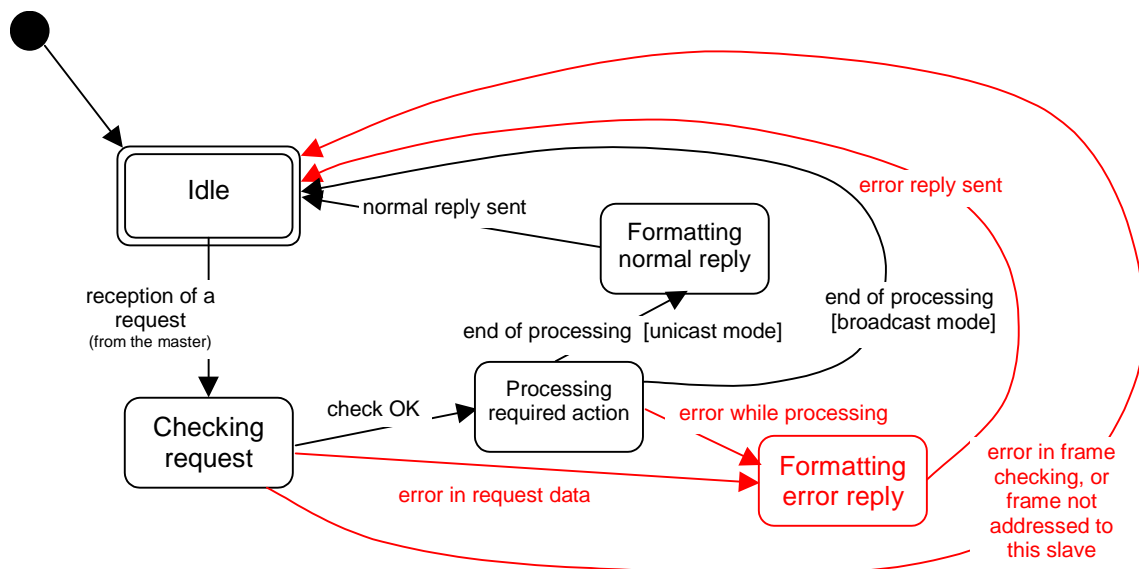 Idle
error reply sent
normal reply sent
Formatting
normal reply
reception of a
request
(from the master)
end of processing
[broadcast mode]
end of processing [unicast mode]
Processing
required action
check OK
error while processing
Checking
request
Formatting
error reply
error in frame
checking, or
frame not
addressed to
this slave
error in request data